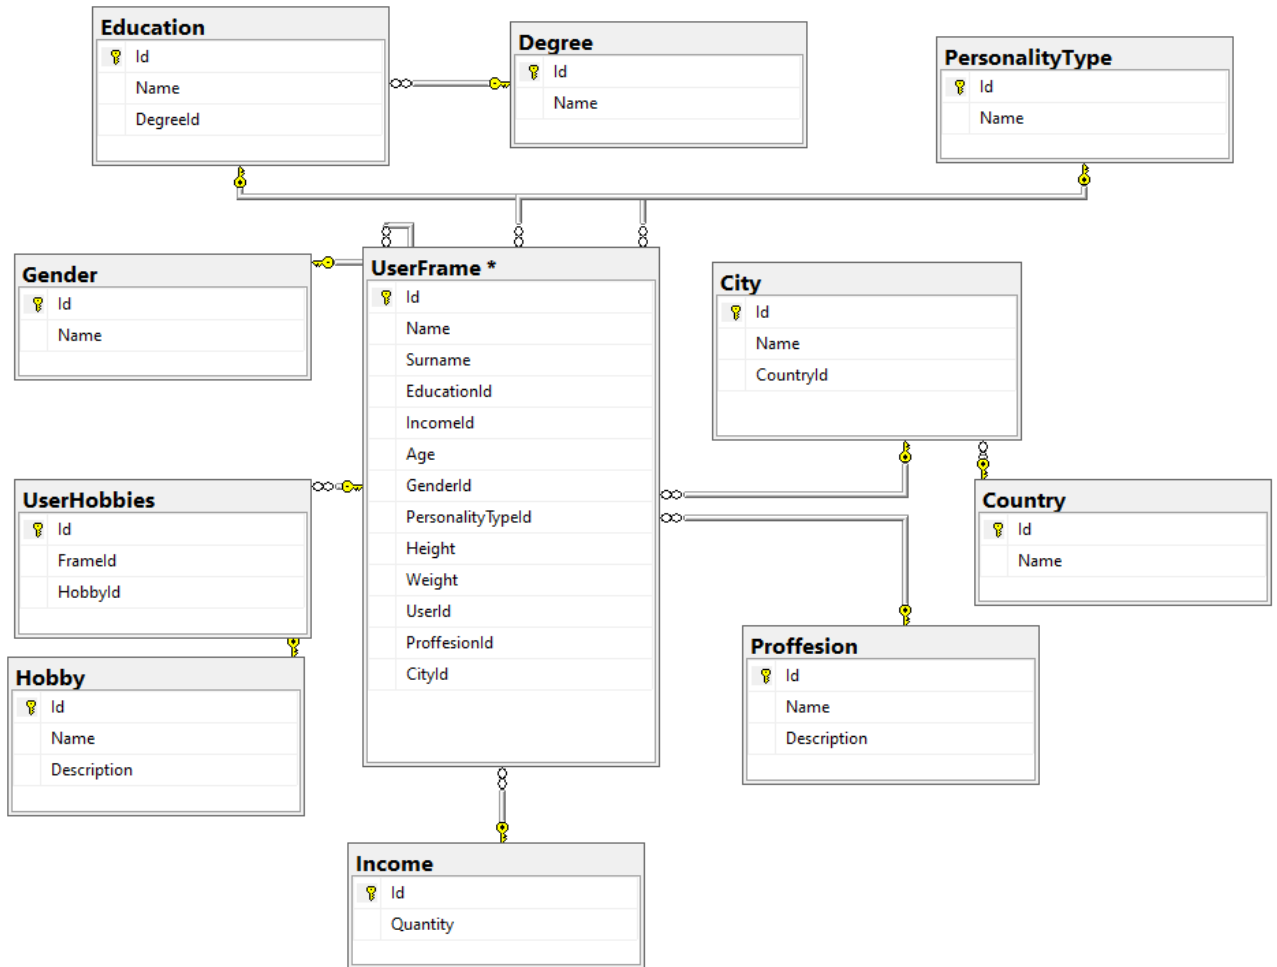 Education
Id
Name
DegreeId
Degree
Id
Name
PersonalityType
Id
Name
Gender
Id
Name
UserFrame *
Id
Name
Surname
EducationId
IncomeId
Age
GenderId
PersonalityTypeId
Height
Weight
UserId
ProffesionId
CityId
City
Id
Name
CountryId
UserHobbies
Id
FrameId
HobbyId
Country
Id
Name
Hobby
Id
Name
Description
Proffesion
Id
Name
Description
Income
Id
Quantity